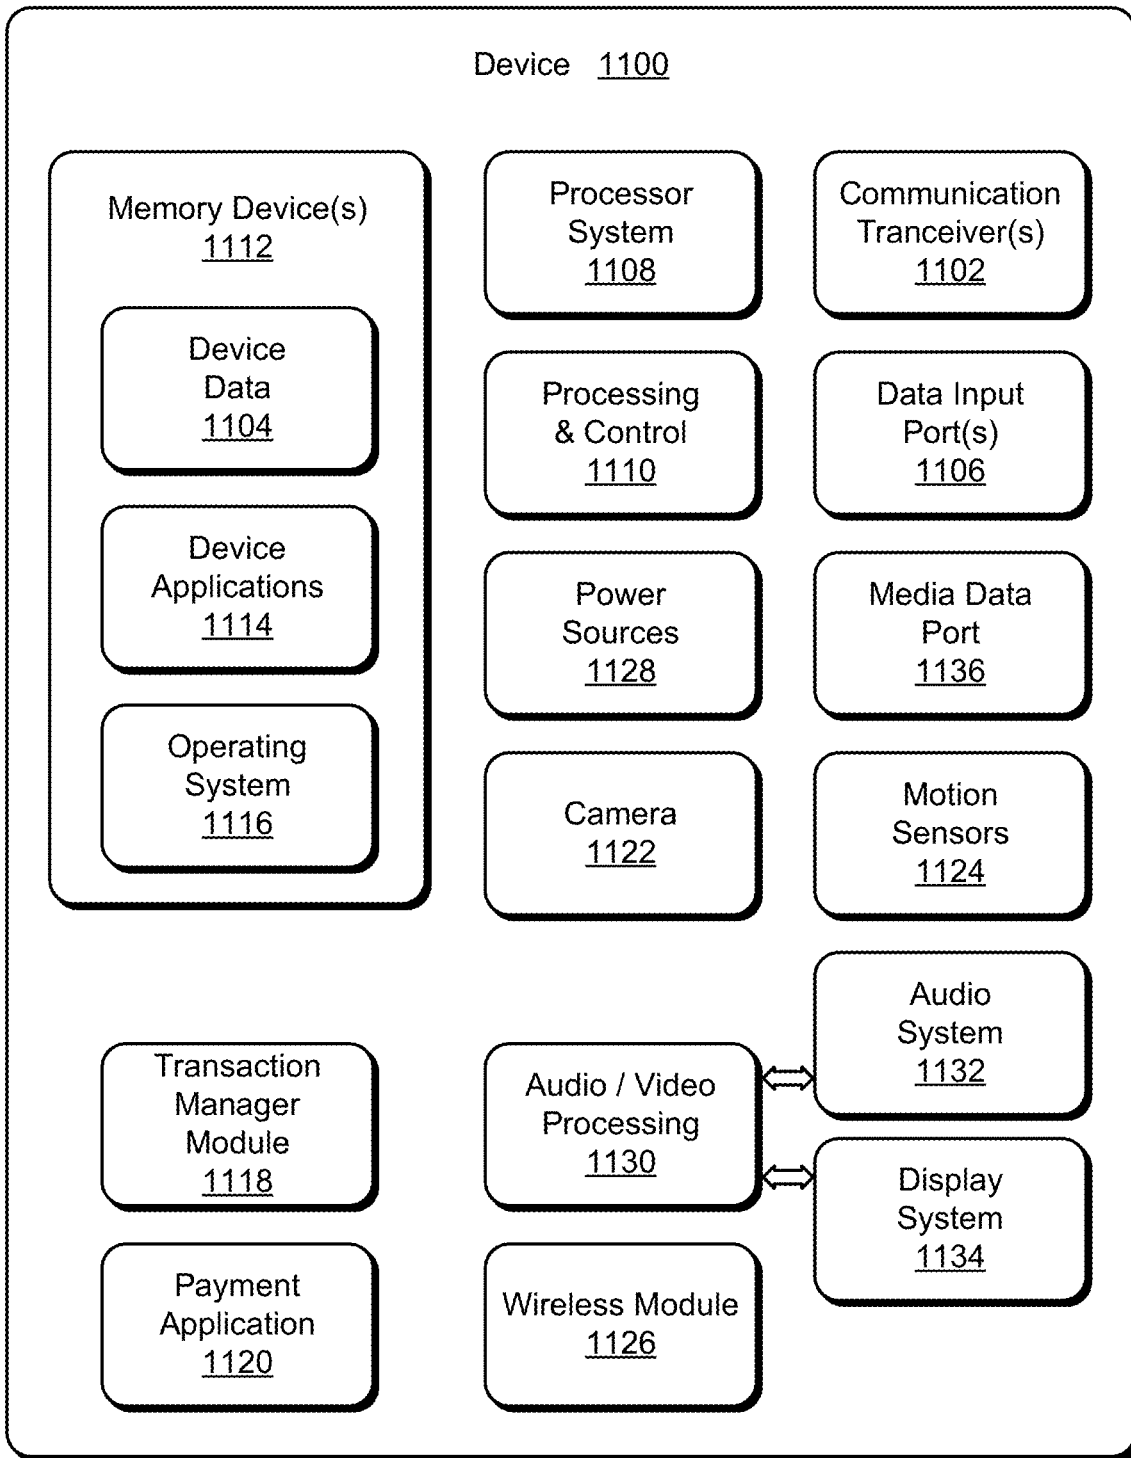 Device 1100
Memory Device(s)
1112
Device
Data
1104
Device
Applications
1114
Operating
System
1116
Processor
System
1108
Communication
Tranceiver(s)
1102
Processing
& Control
1110
Data Input
Port(s)
1106
Power
Sources
1128
Media Data
Port
1136
Camera
1122
Motion
Sensors
1124
Transaction
Manager
Module
1118
Audio / Video
Processing
1130
Audio
System
1132
Display
System
1134
Payment
Application
1120
Wireless Module
1126